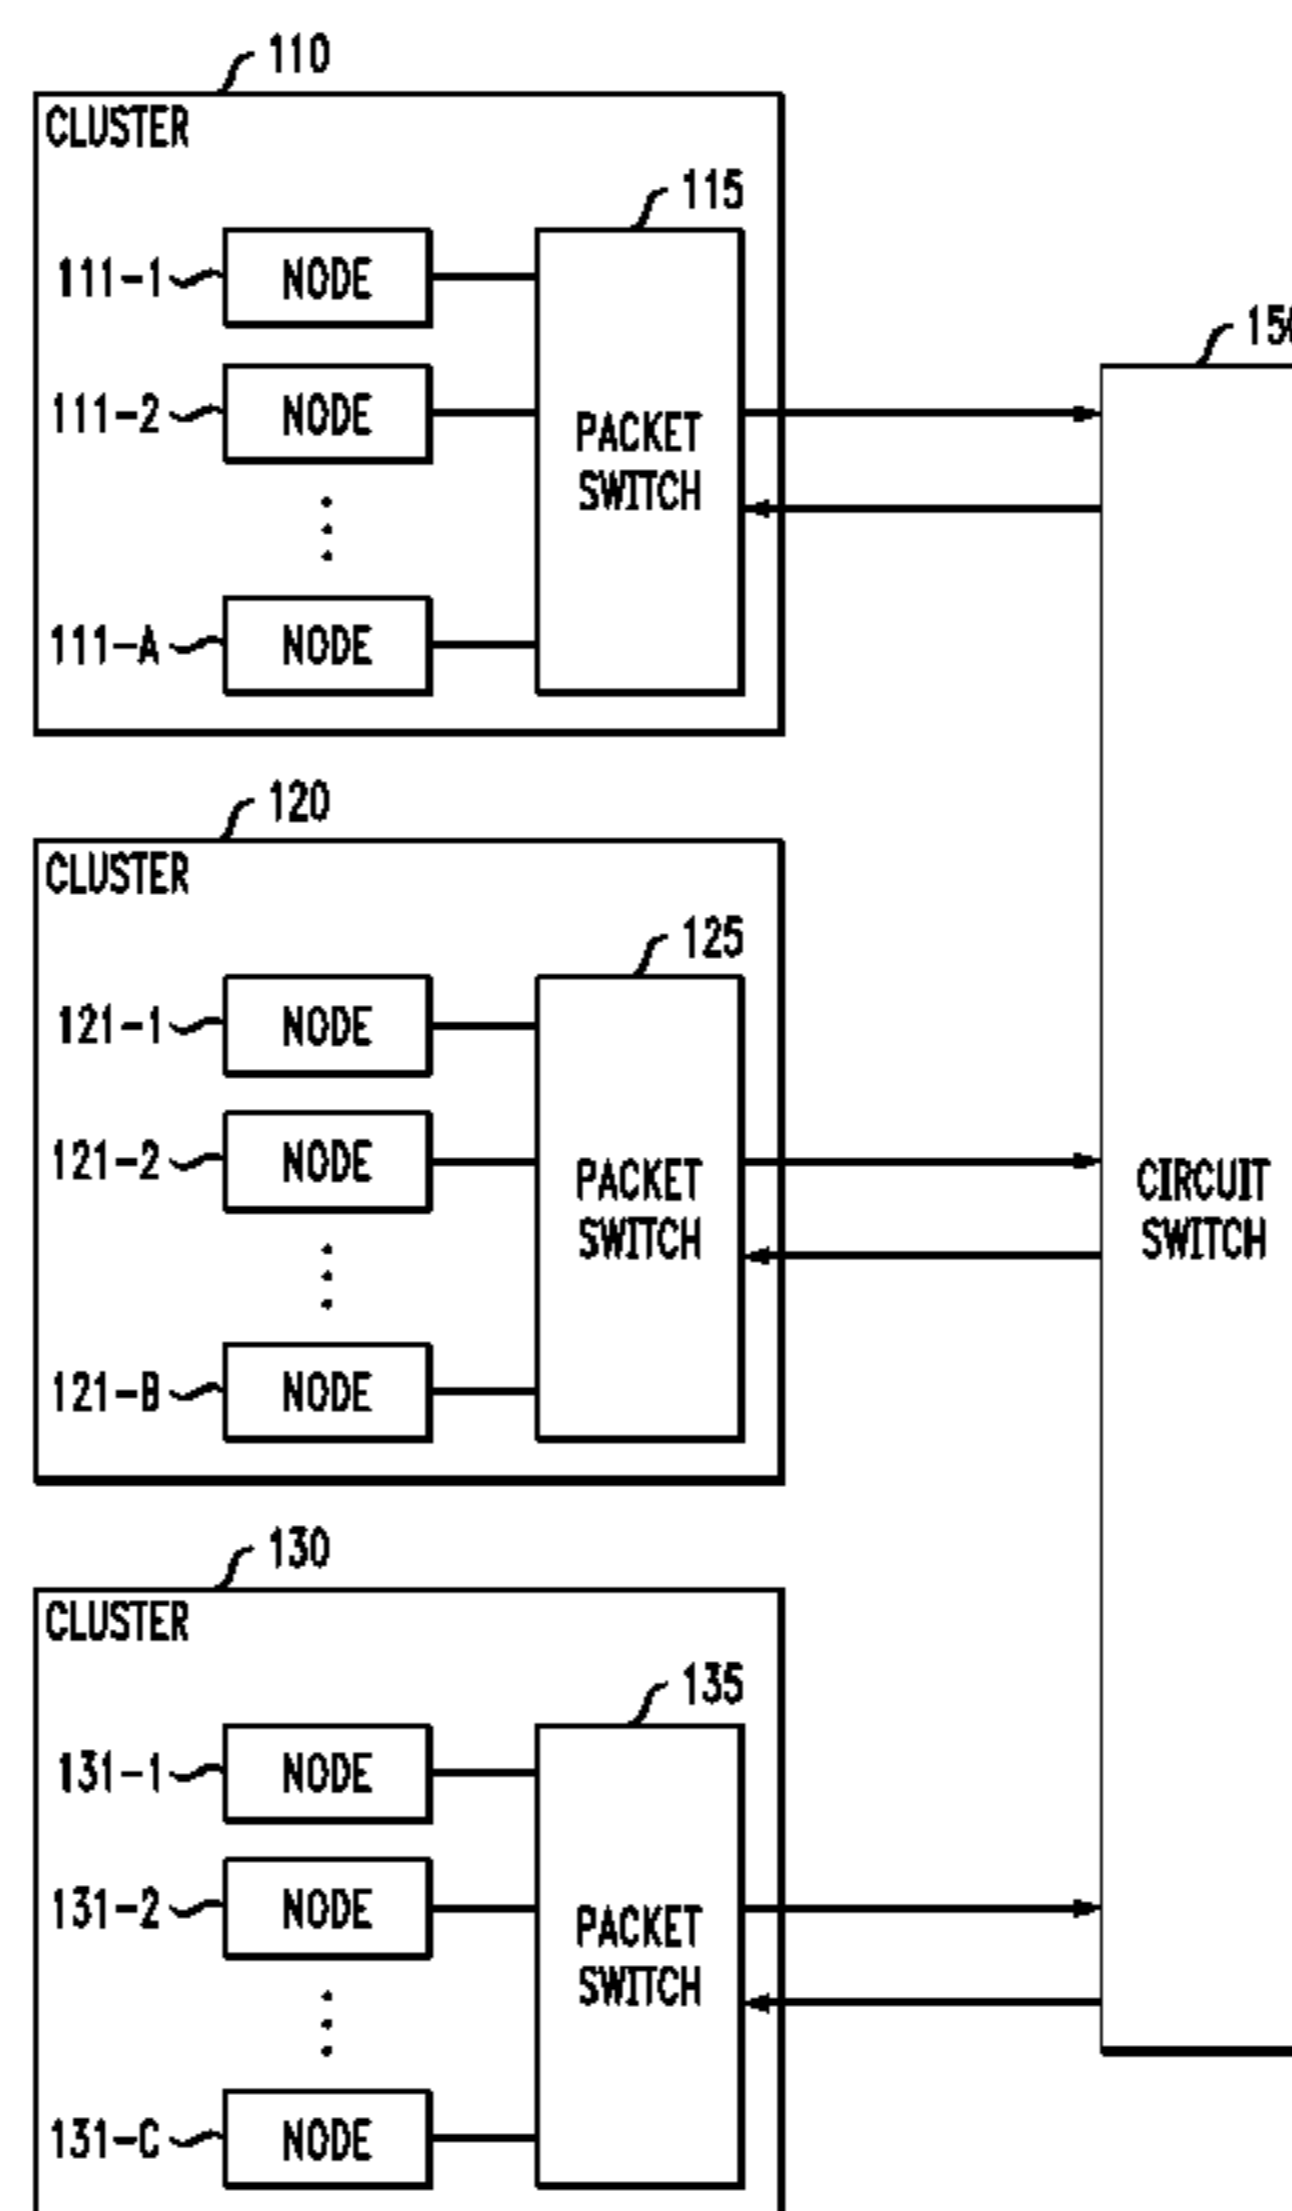 110
CLUSTER
115
111-1
NODE
111-2
NODE
PACKET
SWITCH
111-A
NODE
120
CLUSTER
125
121-1
NODE
121-2
NODE
PACKET
SWITCH
121-B
NODE
130
CLUSTER
135
131-1
NODE
131-2
NODE
PACKET
SWITCH
131-C
NODE
CIRCUIT
SWITCH